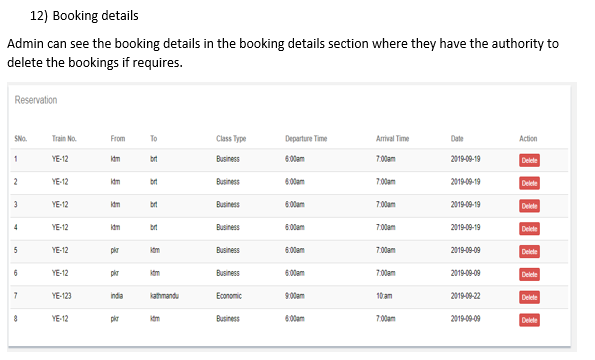 12) Booking details
Admin can see the booking details in the booking details section where they have the authority to
delete the bookings if requires.
Reservation
SNo. Train No. From To Class Type Departure Time Arrival Time Date Action
1 YE-12 ktm brt Business 6:00am 7:00am 2019-09-19 Delete
2 YE-12 ktm brt Business 6:00am 7:00am 2019-09-19 Delete
3 YE-12 ktm brt Business 6:00am 7:00am 2019-09-19 Delete
4 YE-12 ktm brt Business 6:00am 7:00am 2019-09-19 Delete
5 YE-12 pkr ktm Business 6:00am 7:00am 2019-09-09 Delete
6 YE-12 pkr ktm Business 6:00am 7:00am 2019-09-09 Delete
7 YE-123 india kathmandu Economic 9:00am 10:am 2019-09-22 Delete
8 YE-12 pkr ktm Business 6:00am 7:00am 2019-09-09 Delete